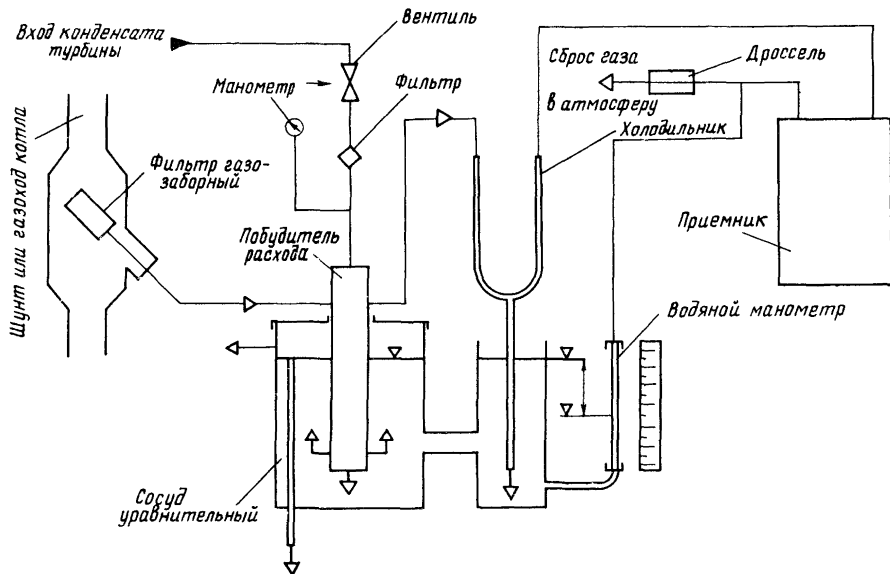 Вход конденсата
турбины
Вентиль
Манометр
Фильтр
Сброс газа
в атмосферу
Дроссель
Холодильник
Шунт или газоход котла
Фильтр газо-
заборный
Побудитель
расхода
Приемник
Водяной манометр
Сосуд
уравнительный